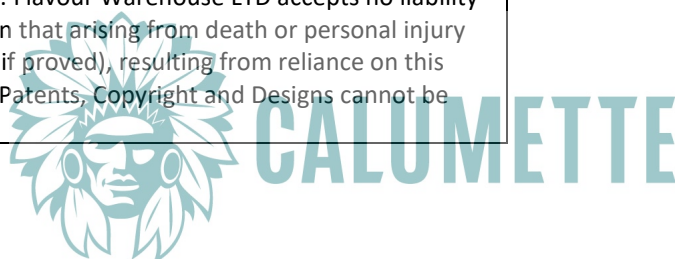 . Flavour Warehouse LTD accepts no liability
n that arising from death or personal injury
if proved), resulting from reliance on this
Patents, Copyright and Designs cannot be
CALUMETTE